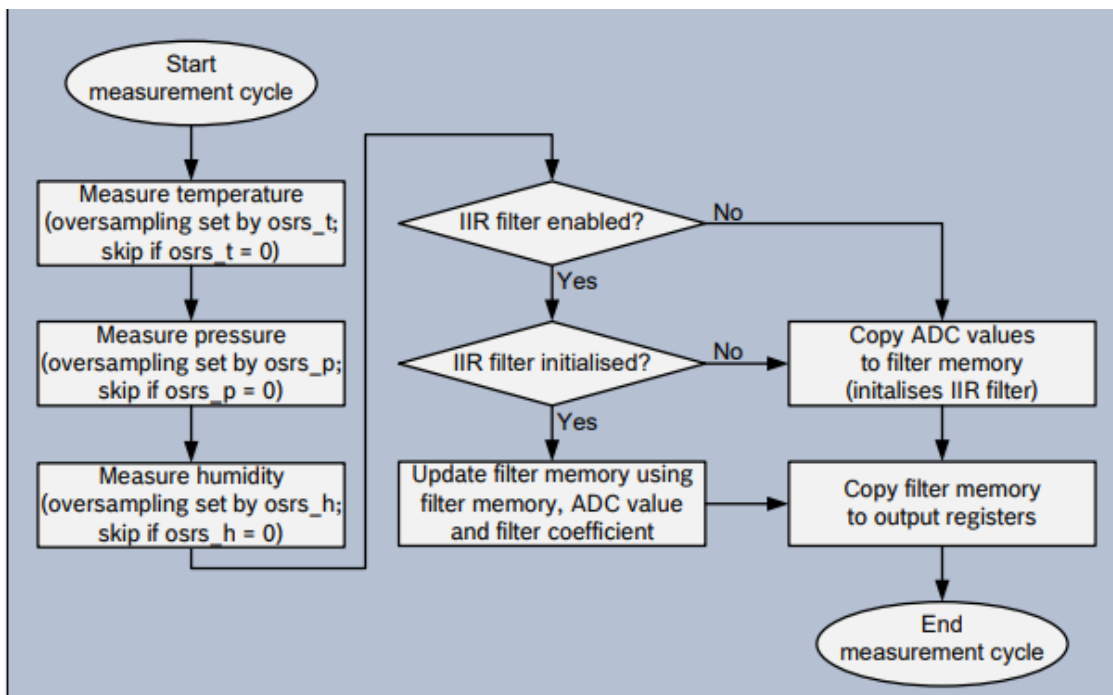 Start
measurement cycle
Measure temperature
(oversampling set by osrs_t;
skip if osrs_t = 0)
Measure pressure
(oversampling set by osrs_p;
skip if osrs_p = 0)
Measure humidity
(oversampling set by osrs_h;
skip if osrs_h = 0)
IIR filter enabled?
No
Yes
IIR filter initialised?
No
Yes
Update filter memory using
filter memory, ADC value
and filter coefficient
Copy ADC values
to filter memory
(initalises IIR filter)
Copy filter memory
to output registers
End
measurement cycle